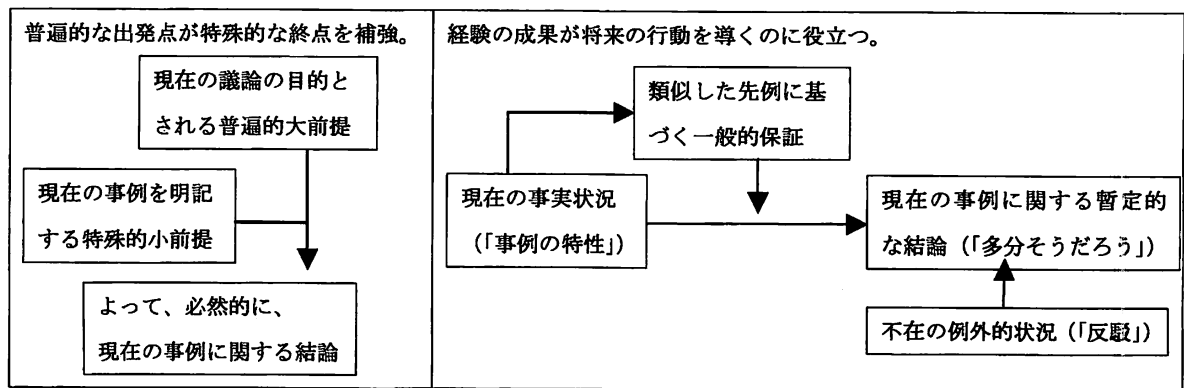 普遍的な出発点が特殊的な終点を補強。
現在の議論の目的と
される普遍的大前提
現在の事例を明記
する特殊的小前提
よって、必然的に、
現在の事例に関する結論
経験の成果が将来の行動を導くのに役立つ。
類似した先例に基
づく一般的保証
現在の事実状況
（「事例の特性」）
現在の事例に関する暫定的
な結論（「多分そうだろう」）
不在の例外的状況（「反駁」）